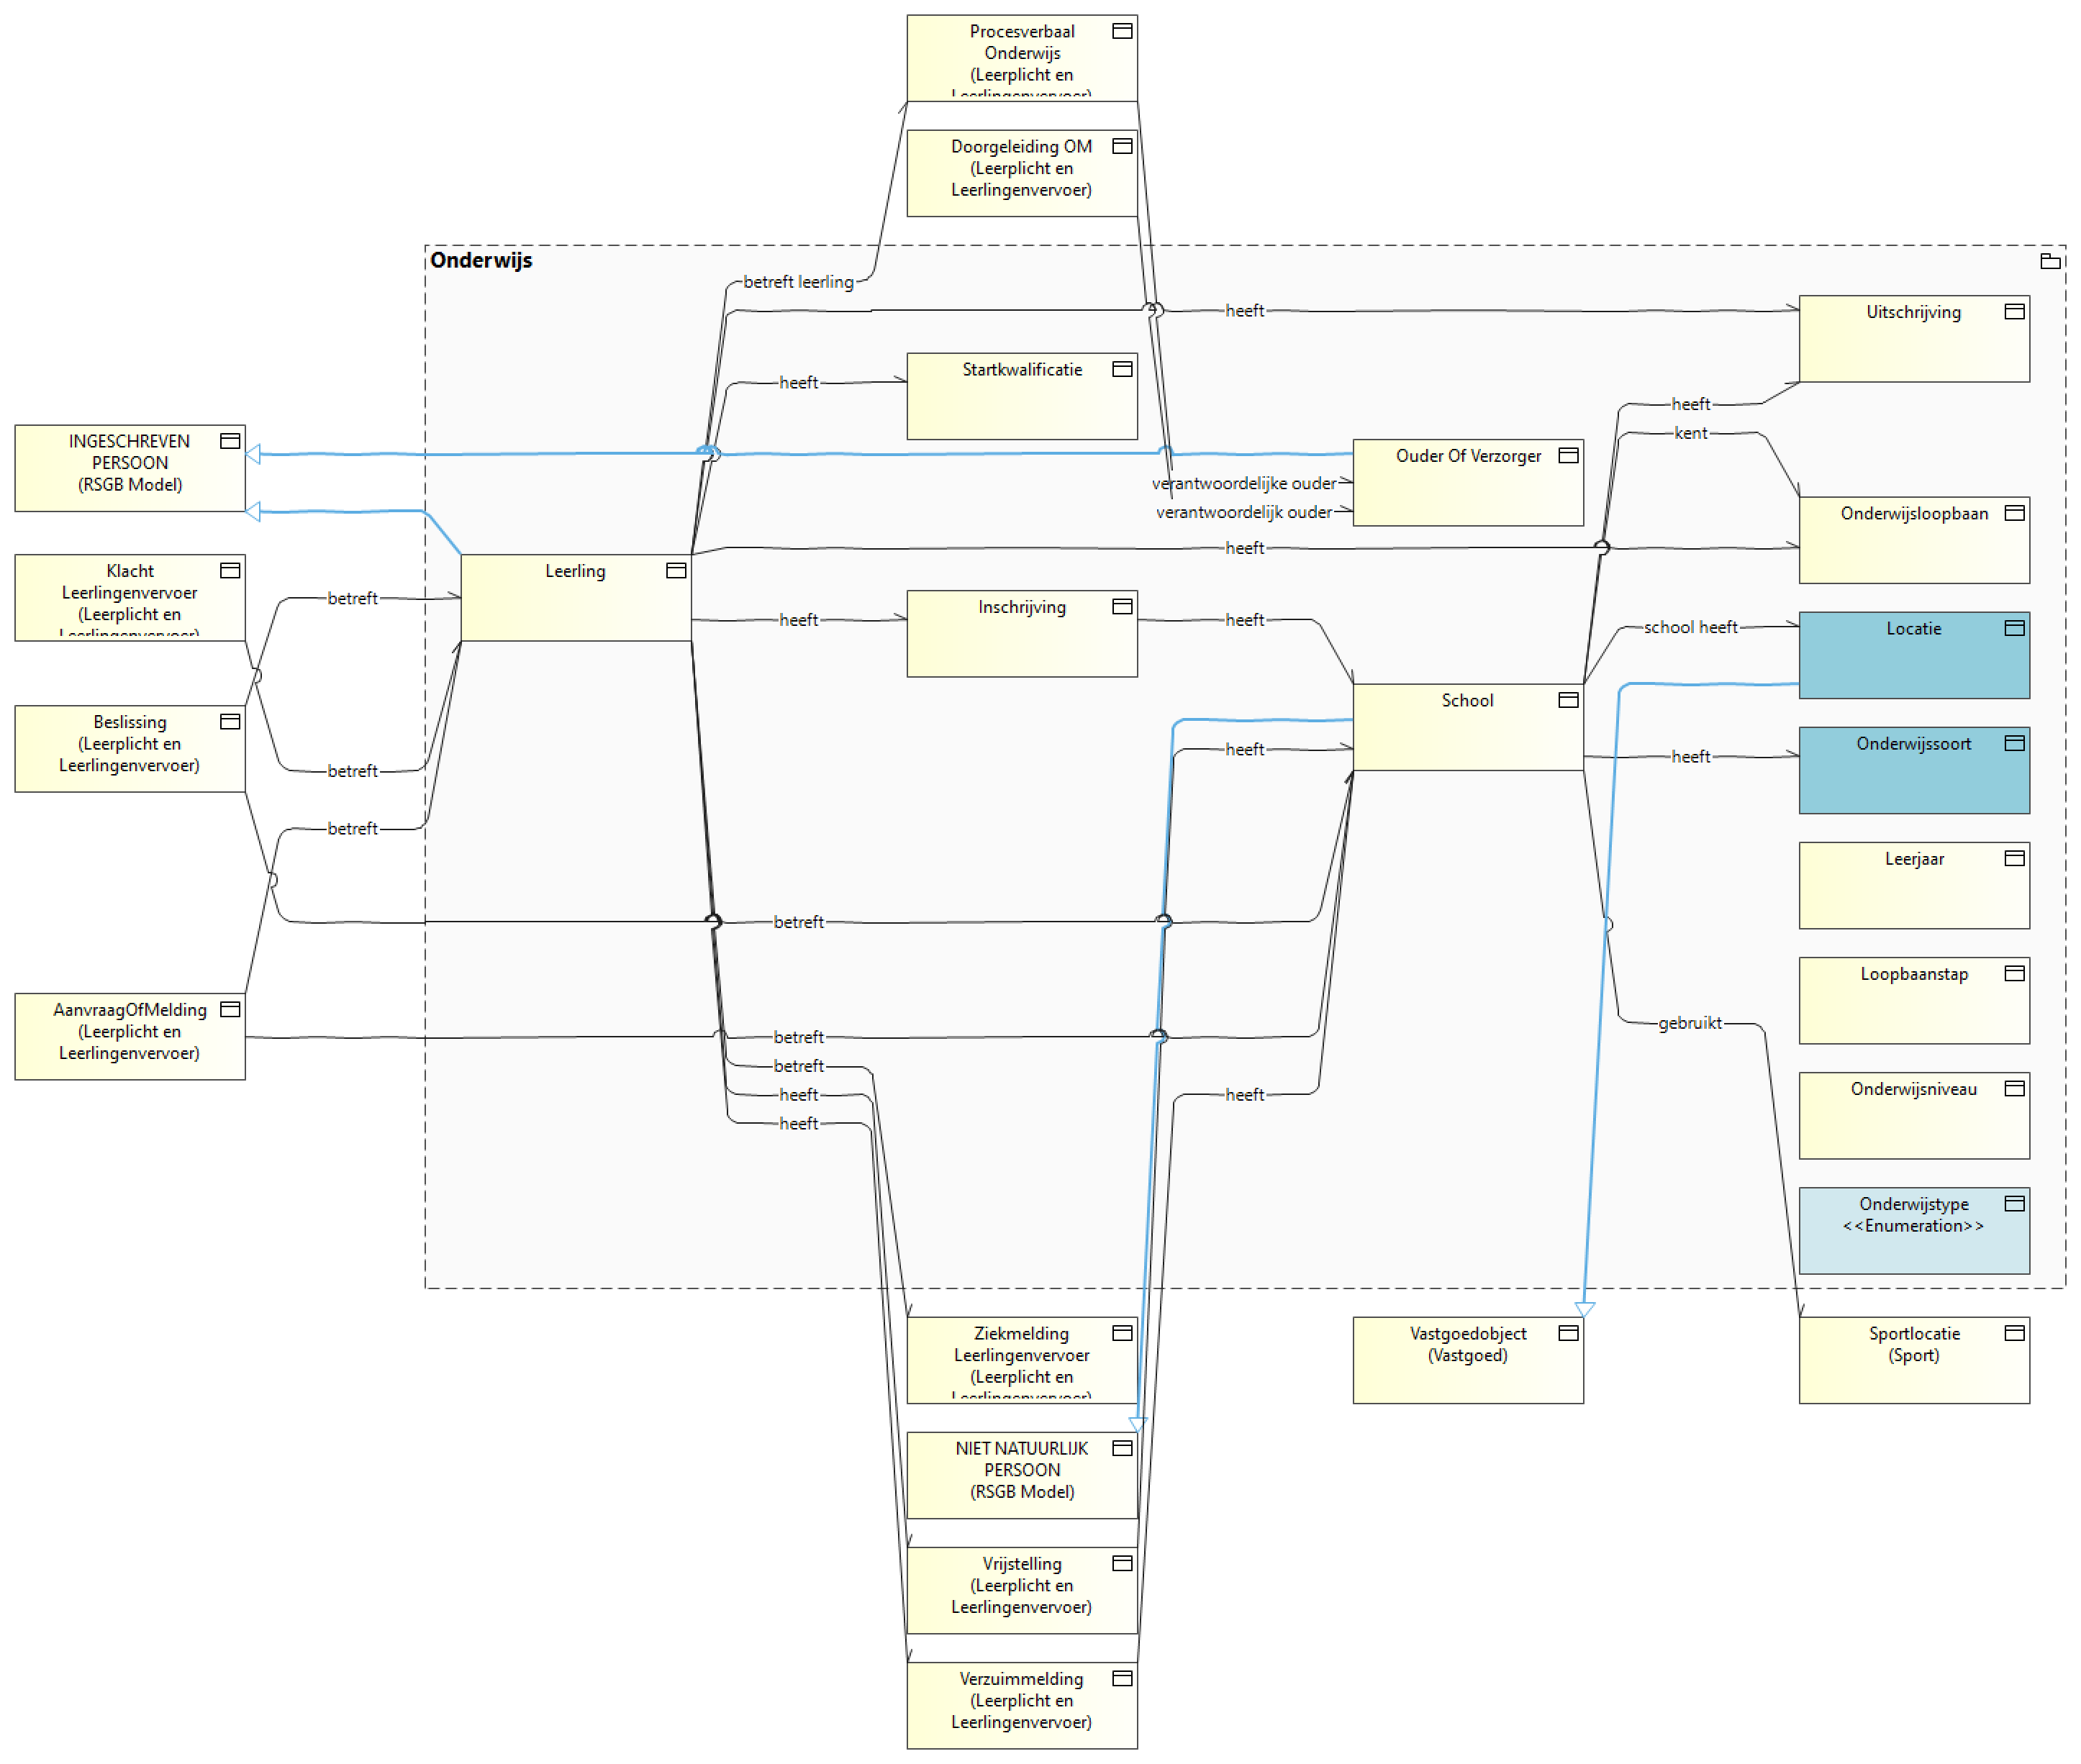 Procesverbaal
Onderwijs
(Leerplicht en
Leerlingenvervoer)
Doorgeleiding OM
(Leerplicht en
Leerlingenvervoer)
Onderwijs
betreft leerling
heeft
Uitschrijving
Startkwalificatie
heeft
heeft
kent
INGESCHREVEN
PERSOON
(RSGB Model)
Ouder Of Verzorger
verantwoordelijke ouder
verantwoordelijk ouder
Onderwijsloopbaan
heeft
Klacht
Leerlingenvervoer
(Leerplicht en
Leerlingenvervoer)
betreft
Leerling
heeft
Inschrijving
heeft
school heeft
Locatie
Beslissing
(Leerplicht en
Leerlingenvervoer)
betreft
School
heeft
heeft
Onderwijssoort
betreft
Leerjaar
betreft
Loopbaanstap
AanvraagOfMelding
(Leerplicht en
Leerlingenvervoer)
betreft
gebruikt
betreft
heeft
heeft
heeft
Onderwijsniveau
Onderwijstype
<<Enumeration>>
Ziekmelding
Leerlingenvervoer
(Leerplicht en
Leerlingenvervoer)
Vastgoedobject
(Vastgoed)
Sportlocatie
(Sport)
NIET NATUURLIJK
PERSOON
(RSGB Model)
Vrijstelling
(Leerplicht en
Leerlingenvervoer)
Verzuimmelding
(Leerplicht en
Leerlingenvervoer)